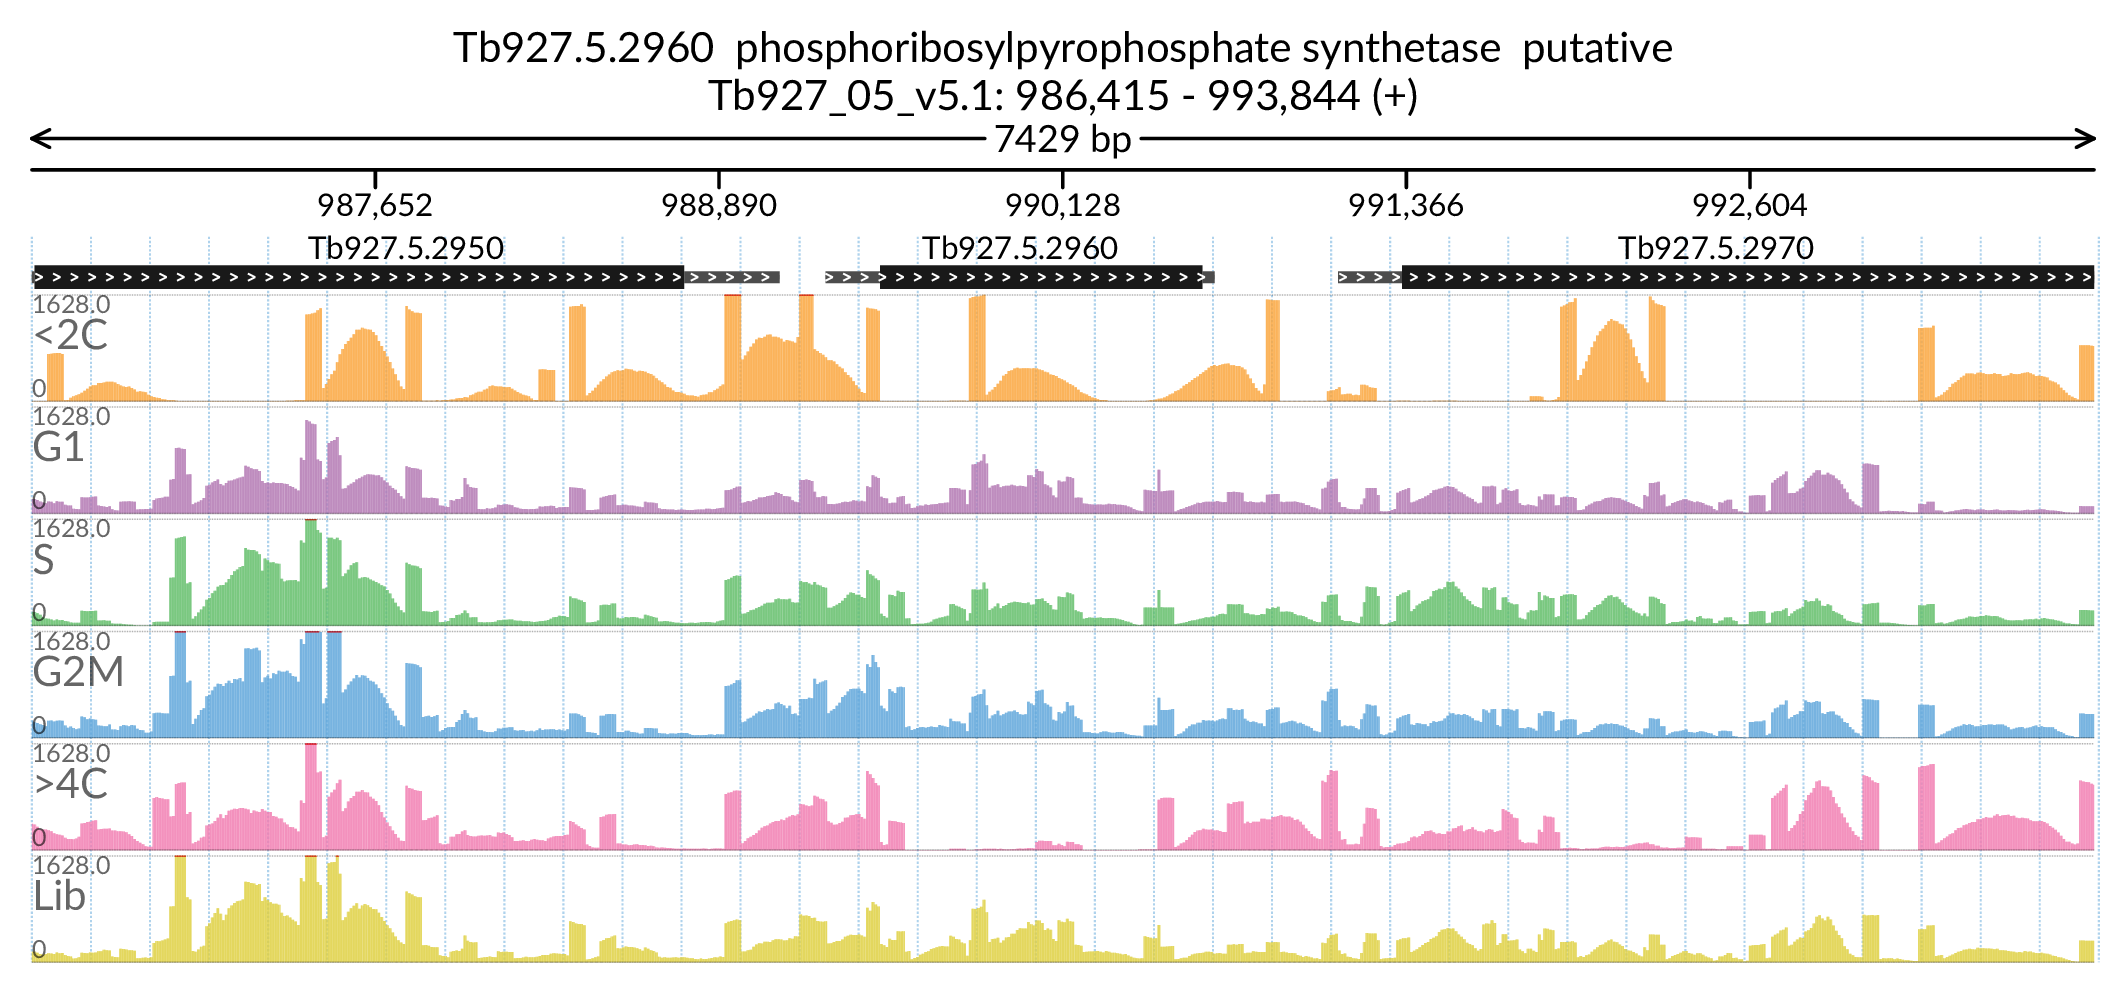 Tb927.5.2960  phosphoribosylpyrophosphate synthetase  putative
Tb927_05_v5.1: 986,415 - 993,844 (+)
7429 bp
987,652 988,890 990,128 991,366 992,604
Tb927.5.2950 Tb927.5.2960 Tb927.5.2970
1628.0
<2C
0
1628.0
G1
0
1628.0
S
0
1628.0
G2M
0
1628.0
>4C
0
1628.0
Lib
0